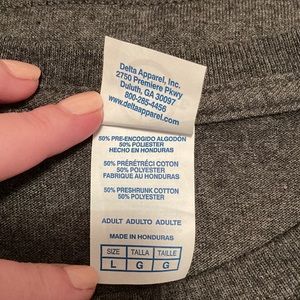 Delta Apparel, Inc.
2750 Premiere Pkwy
Duluth, GA 30097
800-285-4456
www.deltaapparel.com
50% PRE-ENCOGIDO ALGODÓN
50% POLIESTER
HECHO EN HONDURAS
50% PRÉRÉTRÉCI COTON
50% POLYESTER
FABRIQUE AU HONDURAS
50% PRESHRUNK COTTON
50% POLYESTER
ADULT ADULTO ADULTE
MADE IN HONDURAS
SIZE TALLA TAILLE
L G G